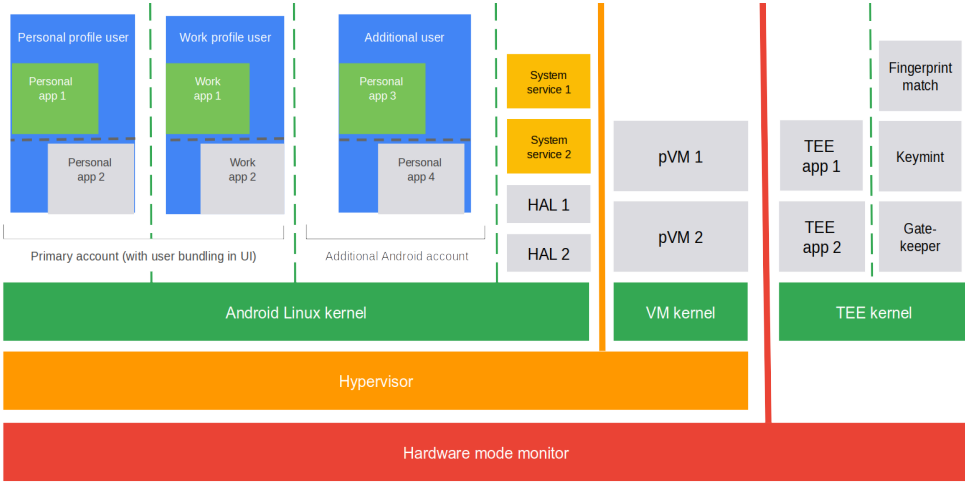 Personal profile user
Personal
app 1
Personal
app 2
Work profile user
Work
app 1
Work
app 2
Additional user
Personal
app 3
Personal
app 4
Primary account (with user bundling in UI)
Additional Android account
System
service 1
System
service 2
HAL 1
HAL 2
pVM 1
pVM 2
TEE
app 1
TEE
app 2
Fingerprint
match
Keymint
Gate-
keeper
Android Linux kernel
VM kernel
TEE kernel
Hypervisor
Hardware mode monitor